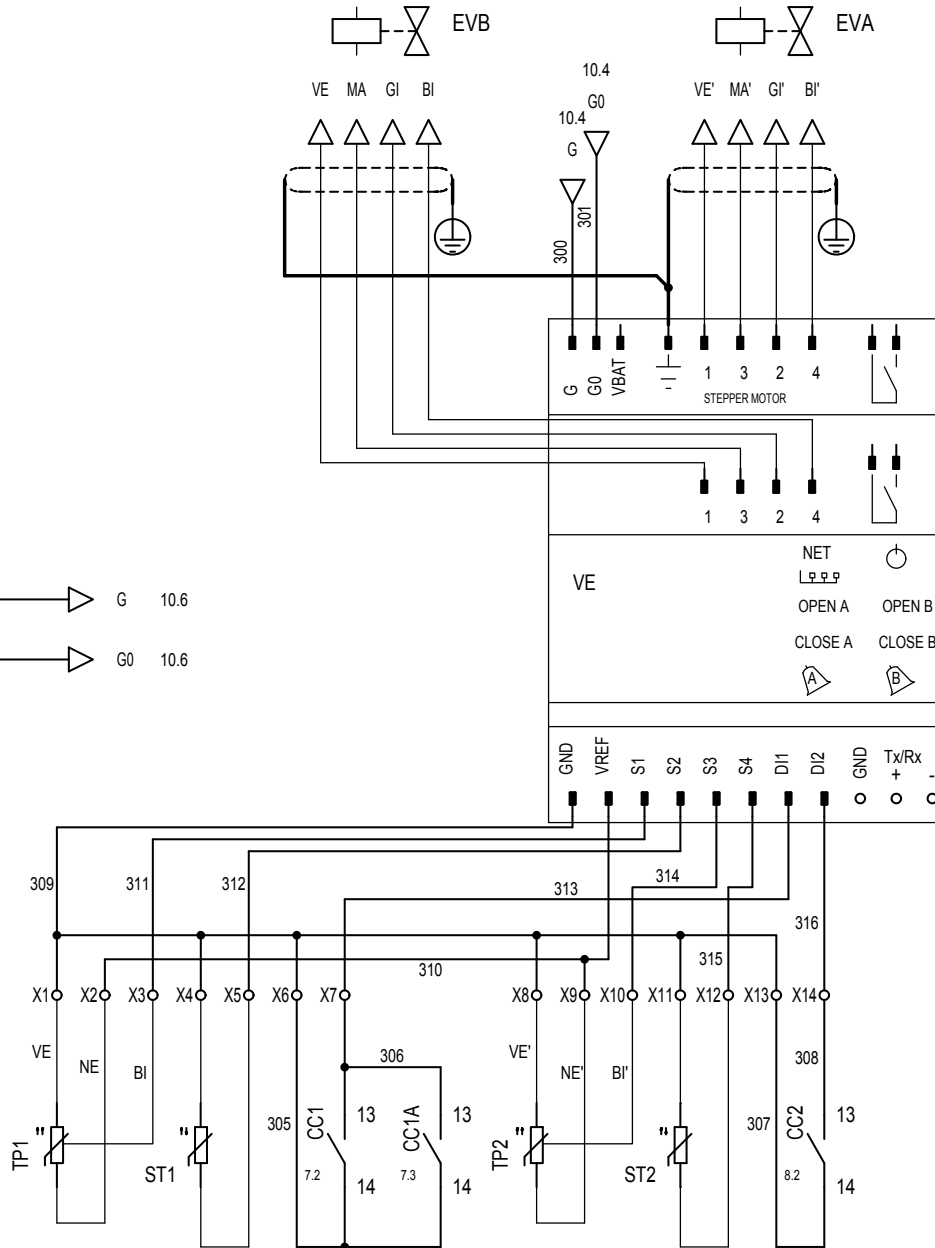 EVB
EVA
10.4
VE MA GI BI
G0
VE' MA' GI' BI'
10.4
G
301
300
G
G0
VBAT
1 3 2 4
STEPPER MOTOR
1 3 2 4
NET
VE
G 10.6
OPEN A OPEN B
CLOSE A CLOSE B
G0 10.6
A B
GND VREF S1 S2 S3 S4 DI1 DI2 GND Tx/Rx
+ -
309 311 312 313 314
316
310 315
X1 X2 X3 X4 X5 X6 X7 X8 X9 X10 X11 X12 X13 X14
VE NE BI 306 VE' NE' BI' 308
TP1 ST1 305 CC1 13 CC1A 13 TP2 ST2 307 CC2 13
7.2 14 7.3 14 8.2 14